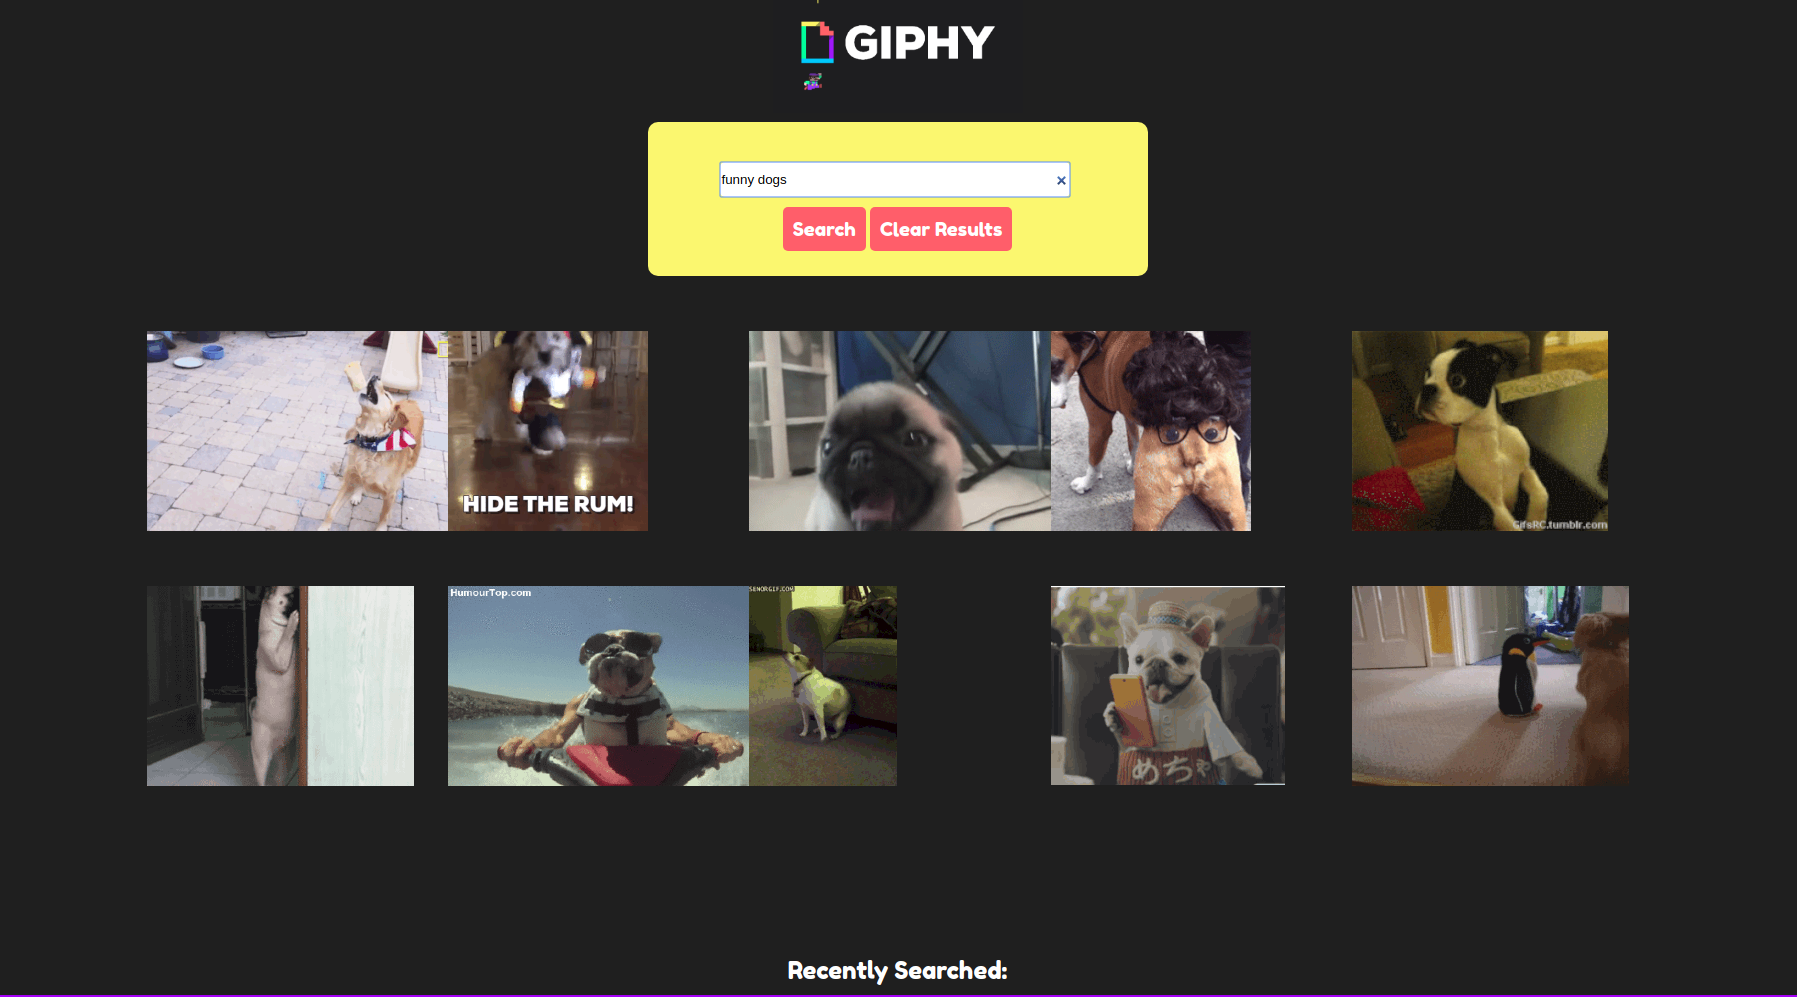 GIPHY
funny dogs
Search
Clear Results
HIDE THE RUM!
GifsRC.tumblr.com
HumourTop.com
SENORGIF.COM
めちゃ
Recently Searched: